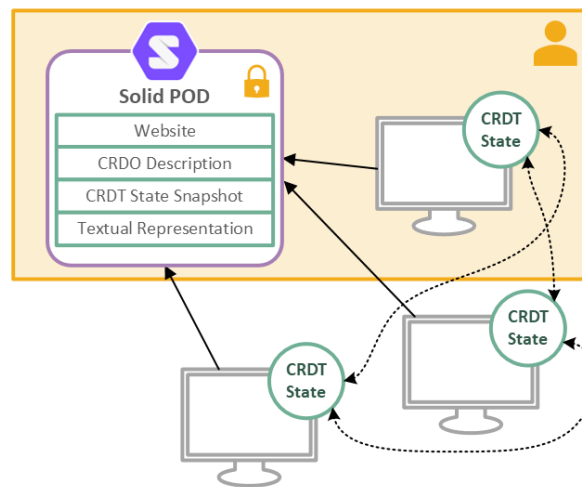 Solid POD
Website
CRDO Description
CRDT State Snapshot
Textual Representation
CRDT
State
CRDT
State
CRDT
State